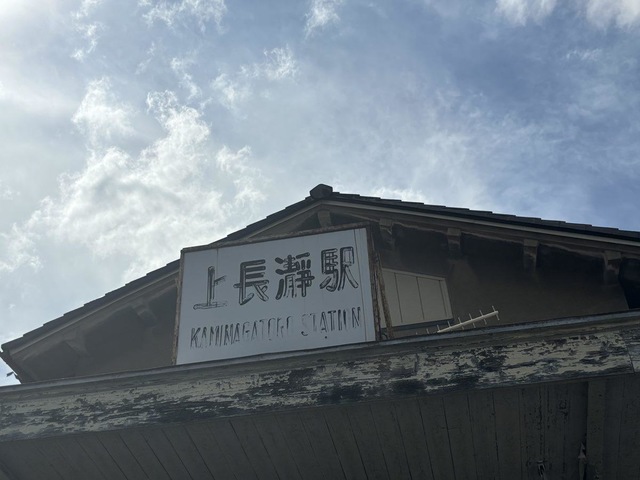 上長瀞駅
KAMINAGATORO STATION